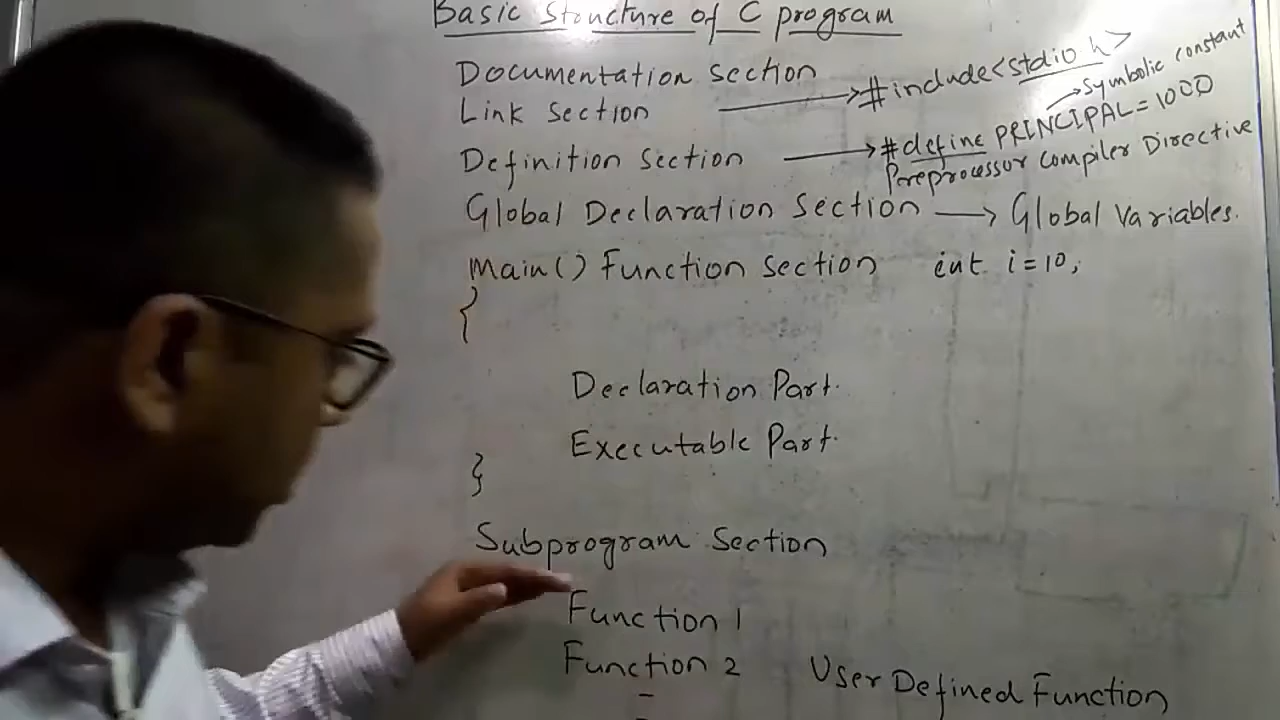 Basic Structure of C program
Documentation Section
Link Section → #include<stdio.h>
→ Symbolic constant
Definition Section → #define PRINCIPAL = 1000
Preprocessor Compiler Directive
Global Declaration Section → Global Variables.
Main() Function Section int i=10;
{
Declaration Part.
Executable Part.
}
Subprogram Section
Function 1
Function 2 User Defined Function
-
-